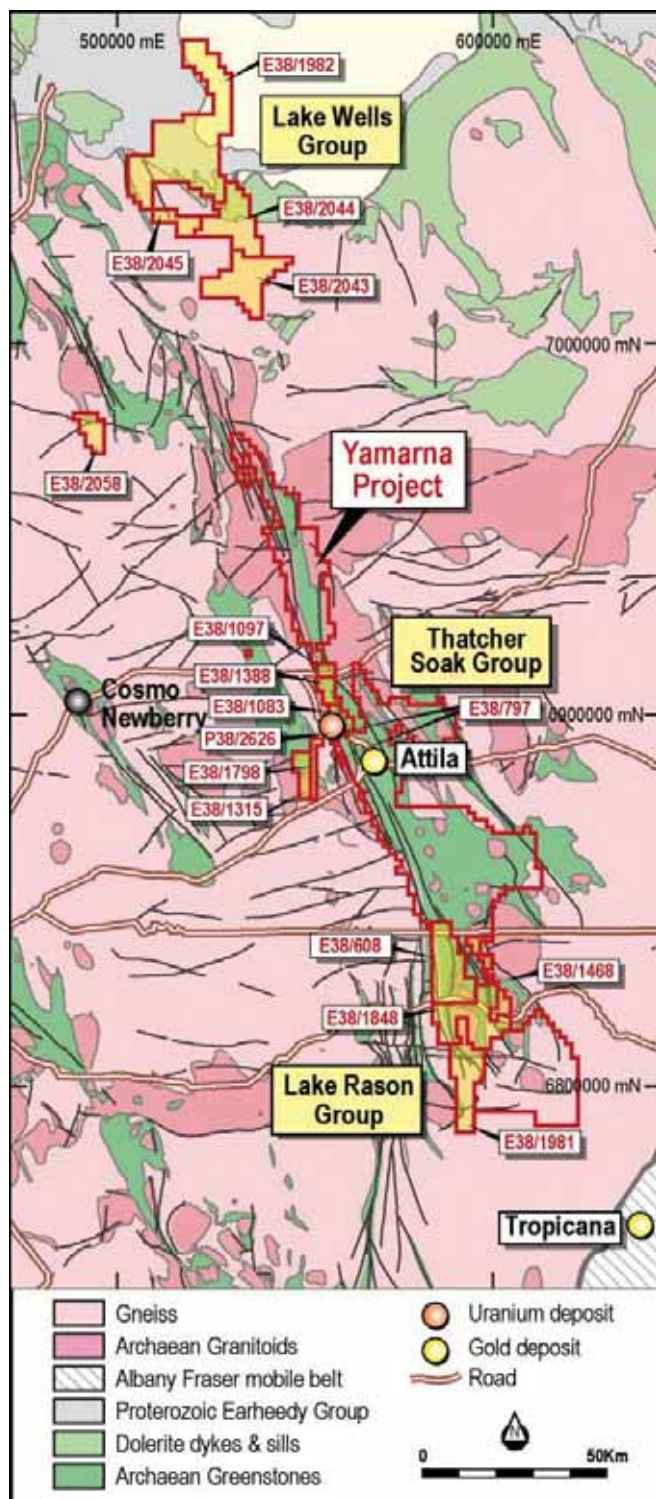 500000 mE
600000 mE
E38/1982
Lake Wells
Group
E38/2044
E38/2045
E38/2043
7000000 mN
E38/2058
Yamarna
Project
E38/1097
Thatcher
Soak Group
E38/1388
Cosmo
Newberry
E38/1083
E38/797
6900000 mN
P38/2626
Attila
E38/1798
E38/1315
E38/608
E38/1468
E38/1848
Lake Rason
Group
6800000 mN
E38/1981
Tropicana
Gneiss
Archaean Granitoids
Albany Fraser mobile belt
Proterozoic Earheedy Group
Dolerite dykes & sills
Archaean Greenstones
Uranium deposit
Gold deposit
Road
N
0 50Km